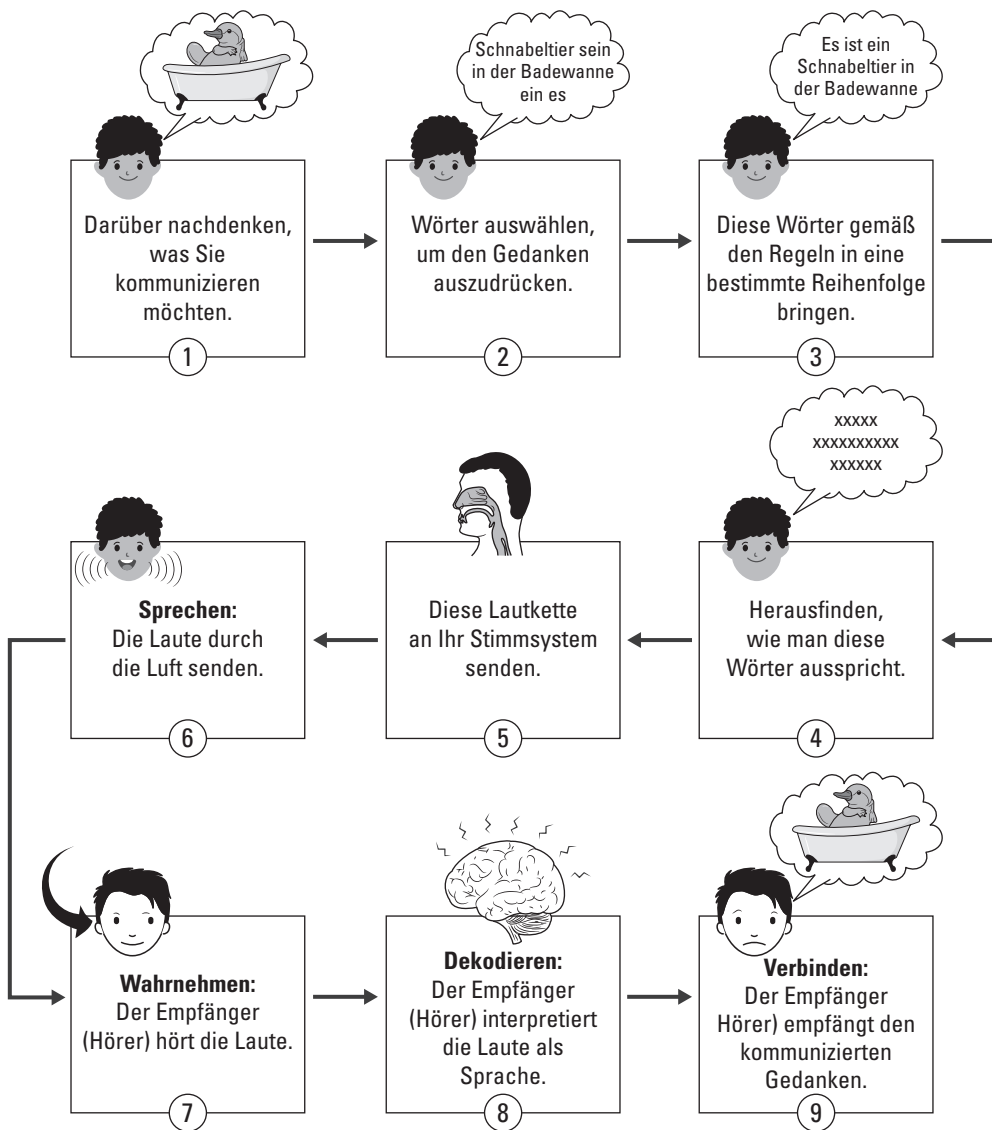 Schnabeltier sein
in der Badewanne
ein es
Es ist ein
Schnabeltier in
der Badewanne
Darüber nachdenken,
was Sie
kommunizieren
möchten.
1
Wörter auswählen,
um den Gedanken
auszudrücken.
2
Diese Wörter gemäß
den Regeln in eine
bestimmte Reihenfolge
bringen.
3
xxxxx
xxxxxxxxxx
xxxxxx
Herausfinden,
wie man diese
Wörter ausspricht.
4
Diese Lautkette
an Ihr Stimmsystem
senden.
5
Sprechen:
Die Laute durch
die Luft senden.
6
Wahrnehmen:
Der Empfänger
(Hörer) hört die Laute.
7
Dekodieren:
Der Empfänger
(Hörer) interpretiert
die Laute als
Sprache.
8
Verbinden:
Der Empfänger
Hörer) empfängt den
kommunizierten
Gedanken.
9